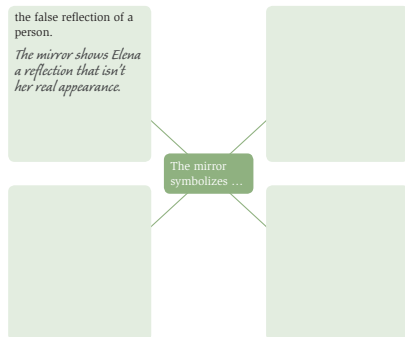 the false reflection of a
person.
The mirror shows Elena
a reflection that isn't
her real appearance.
The mirror
symbolizes …